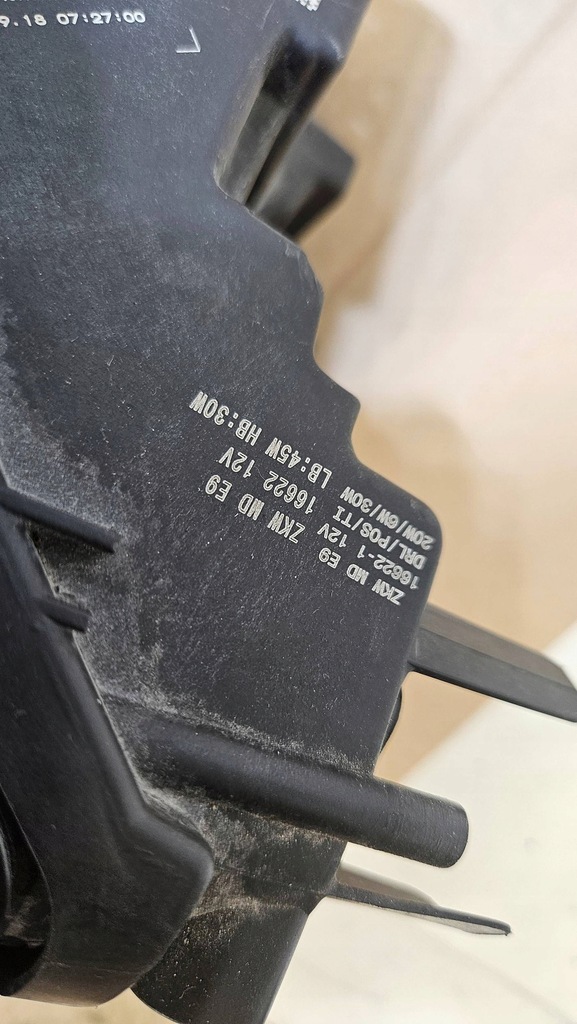 9.18 07:27:00
ZKW MD E9
16622-1 12V
DRL/POS/TI
20W/6W/30W
ZKW MD E9
16622 12V
LB:45W HB:30W